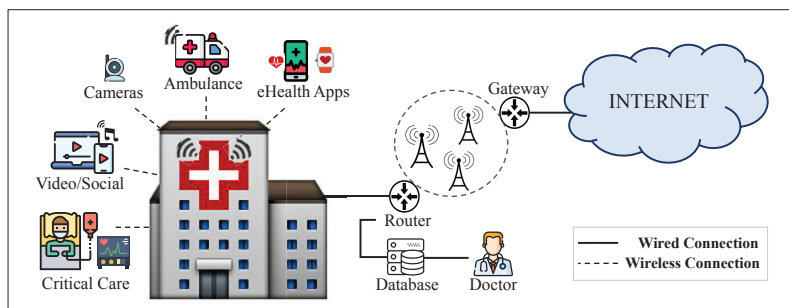 Cameras
Ambulance
eHealth Apps
Video/Social
Critical Care
Router
Gateway
INTERNET
Database
Doctor
Wired Connection
Wireless Connection